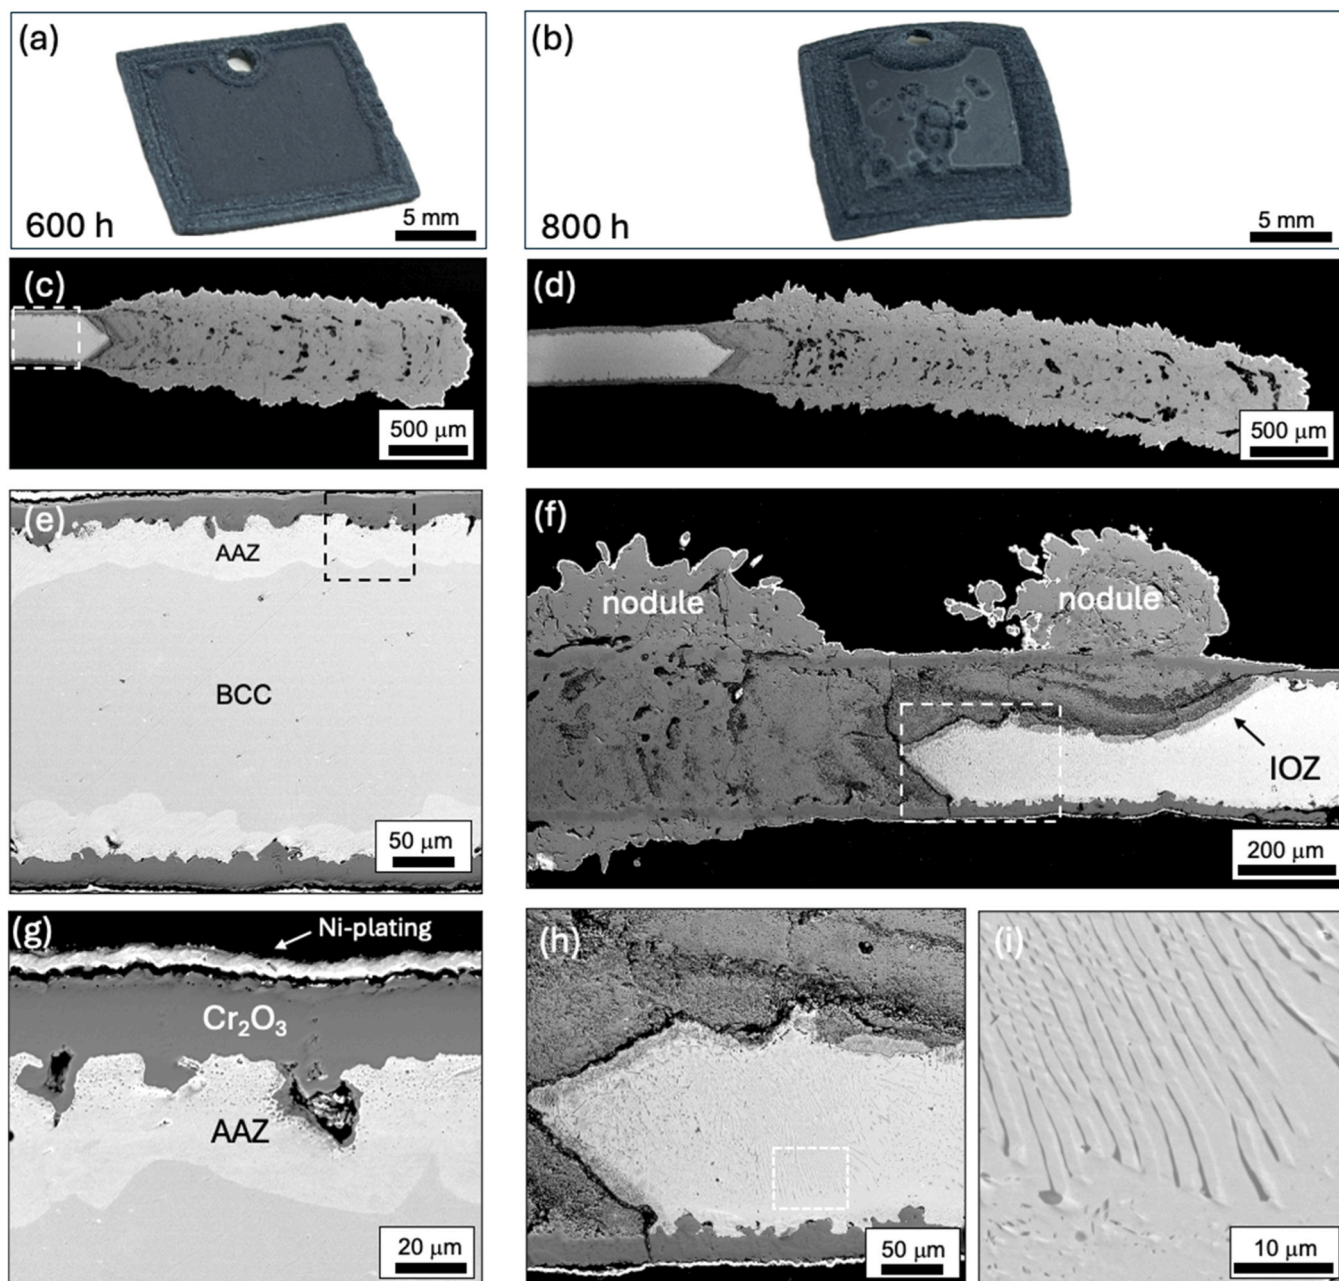 (a)
600 h
5 mm
(b)
800 h
5 mm
(c)
500 μm
(d)
500 μm
(e)
AAZ
BCC
50 μm
(f)
nodule
nodule
IOZ
200 μm
(g)
Ni-plating
Cr₂O₃
AAZ
20 μm
(h)
50 μm
(i)
10 μm